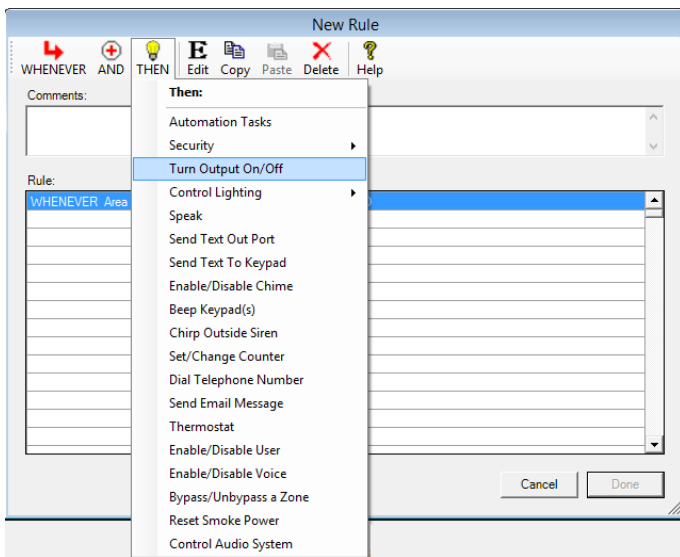 New Rule
WHENEVER AND THEN Edit Copy Paste Delete Help
Comments:
Then:
Automation Tasks
Security
Turn Output On/Off
Rule:
Control Lighting
WHENEVER Area
Speak
Send Text Out Port
Send Text To Keypad
Enable/Disable Chime
Beep Keypad(s)
Chirp Outside Siren
Set/Change Counter
Dial Telephone Number
Send Email Message
Thermostat
Enable/Disable User
Enable/Disable Voice
Cancel Done
Bypass/Unbypass a Zone
Reset Smoke Power
Control Audio System